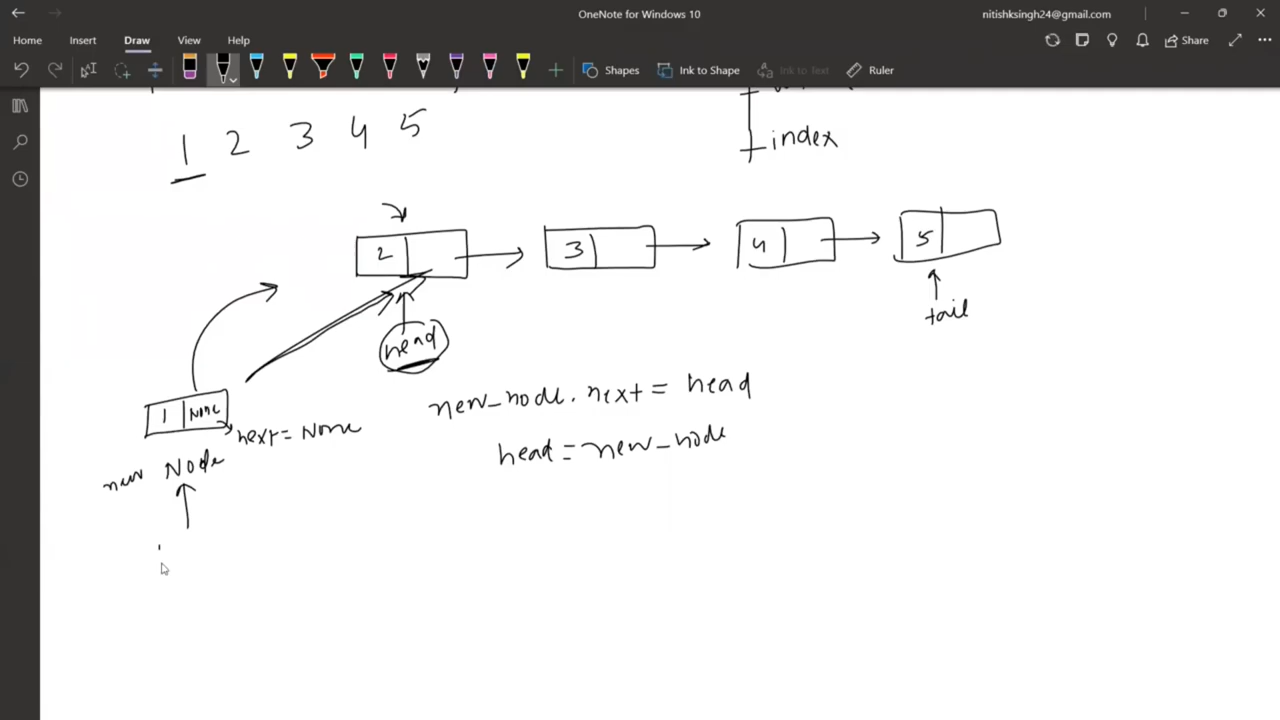 OneNote for Windows 10
nitishksingh24@gmail.com
Home Insert Draw View Help
Share
Shapes Ink to Shape Ink to Text Ruler
1 2 3 4 5
index
2 3 4 5
head
tail
1 None
next = None
new Node
new_node.next = head
head = new_node